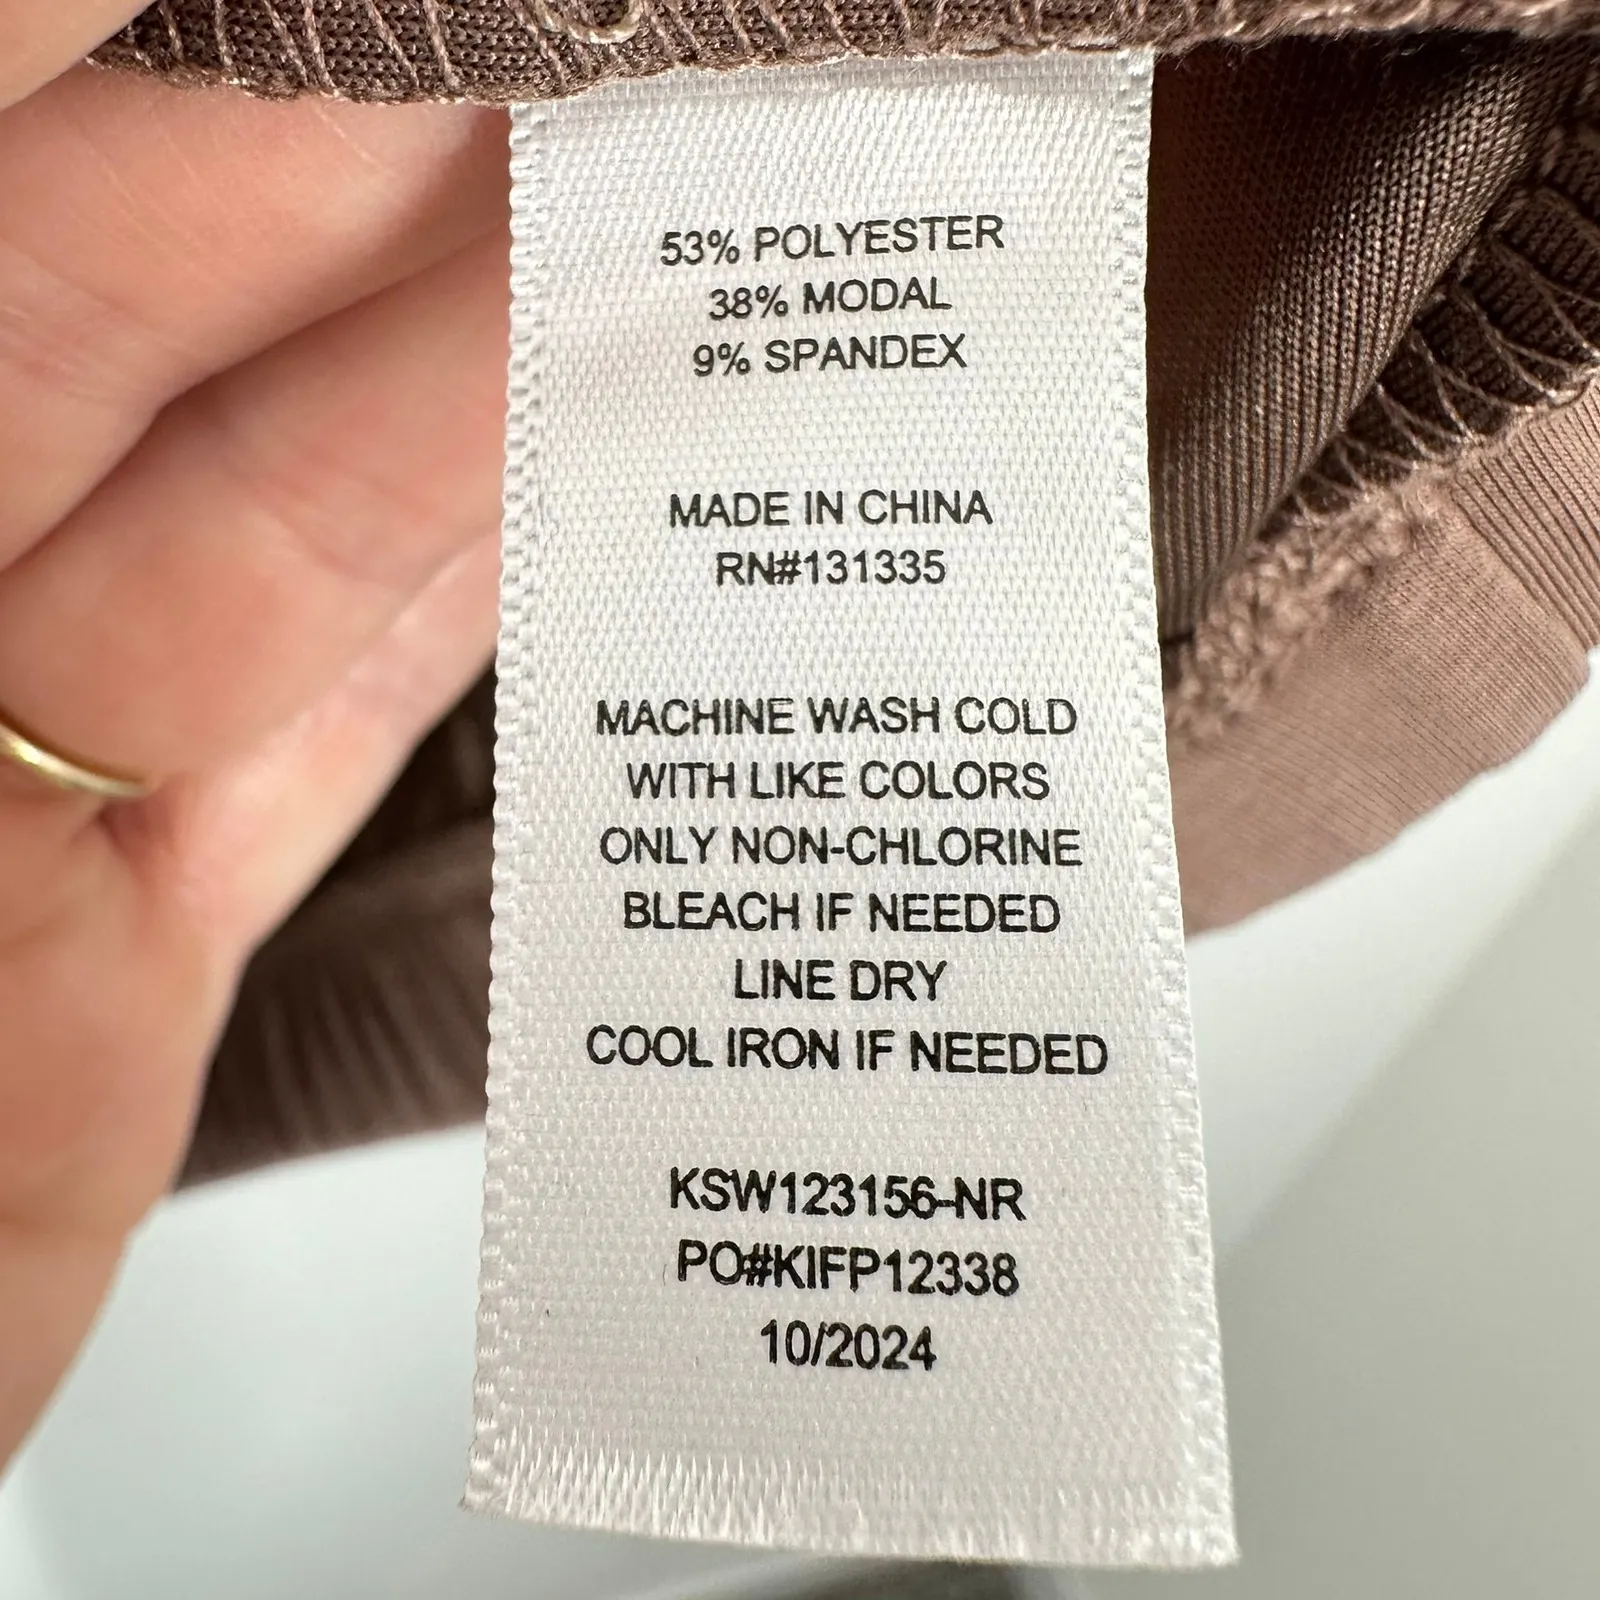 53% POLYESTER
38% MODAL
9% SPANDEX
MADE IN CHINA
RN#131335
MACHINE WASH COLD
WITH LIKE COLORS
ONLY NON-CHLORINE
BLEACH IF NEEDED
LINE DRY
COOL IRON IF NEEDED
KSW123156-NR
PO#KIFP12338
10/2024